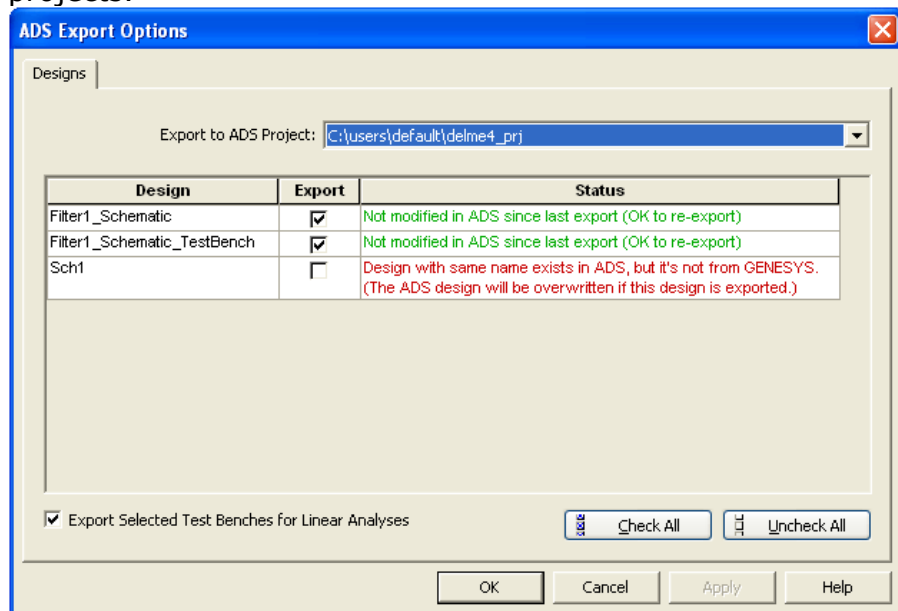 projects.
ADS Export Options
Designs
Export to ADS Project: C:\users\default\delme4_prj
Design Export Status
Filter1_Schematic Not modified in ADS since last export (OK to re-export)
Filter1_Schematic_TestBench Not modified in ADS since last export (OK to re-export)
Sch1 Design with same name exists in ADS, but it's not from GENESYS.
(The ADS design will be overwritten if this design is exported.)
Export Selected Test Benches for Linear Analyses Check All Uncheck All
OK Cancel Apply Help